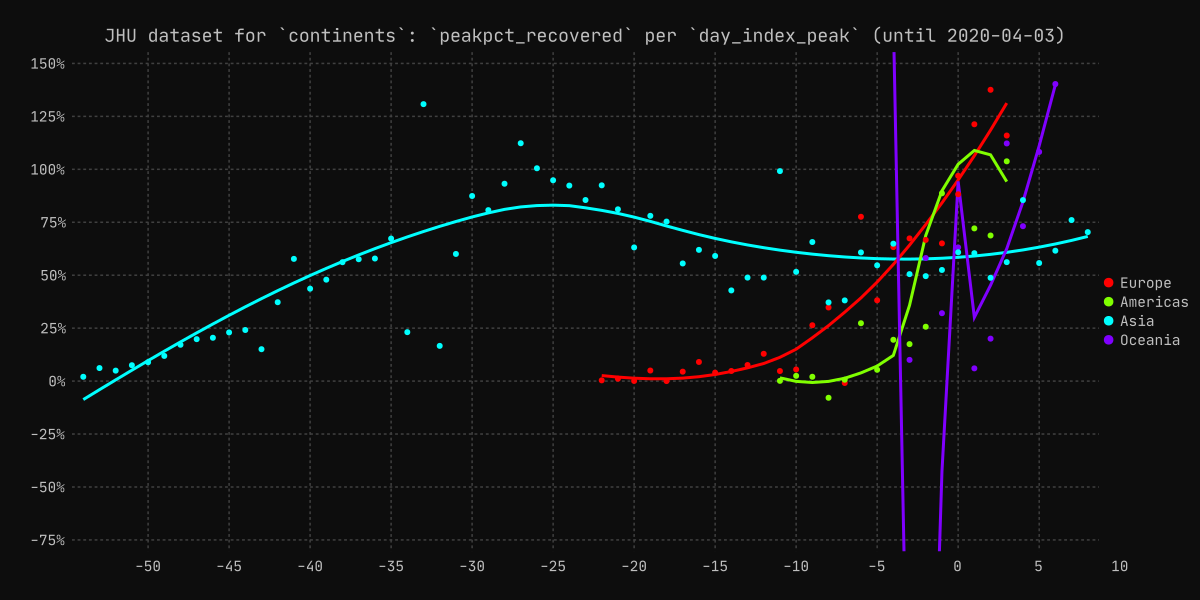 JHU dataset for `continents`: `peakpct_recovered` per `day_index_peak` (until 2020-04-03)
150%
125%
100%
75%
50%
25%
0%
-25%
-50%
-75%
-50 -45 -40 -35 -30 -25 -20 -15 -10 -5 0 5 10
Europe
Americas
Asia
Oceania